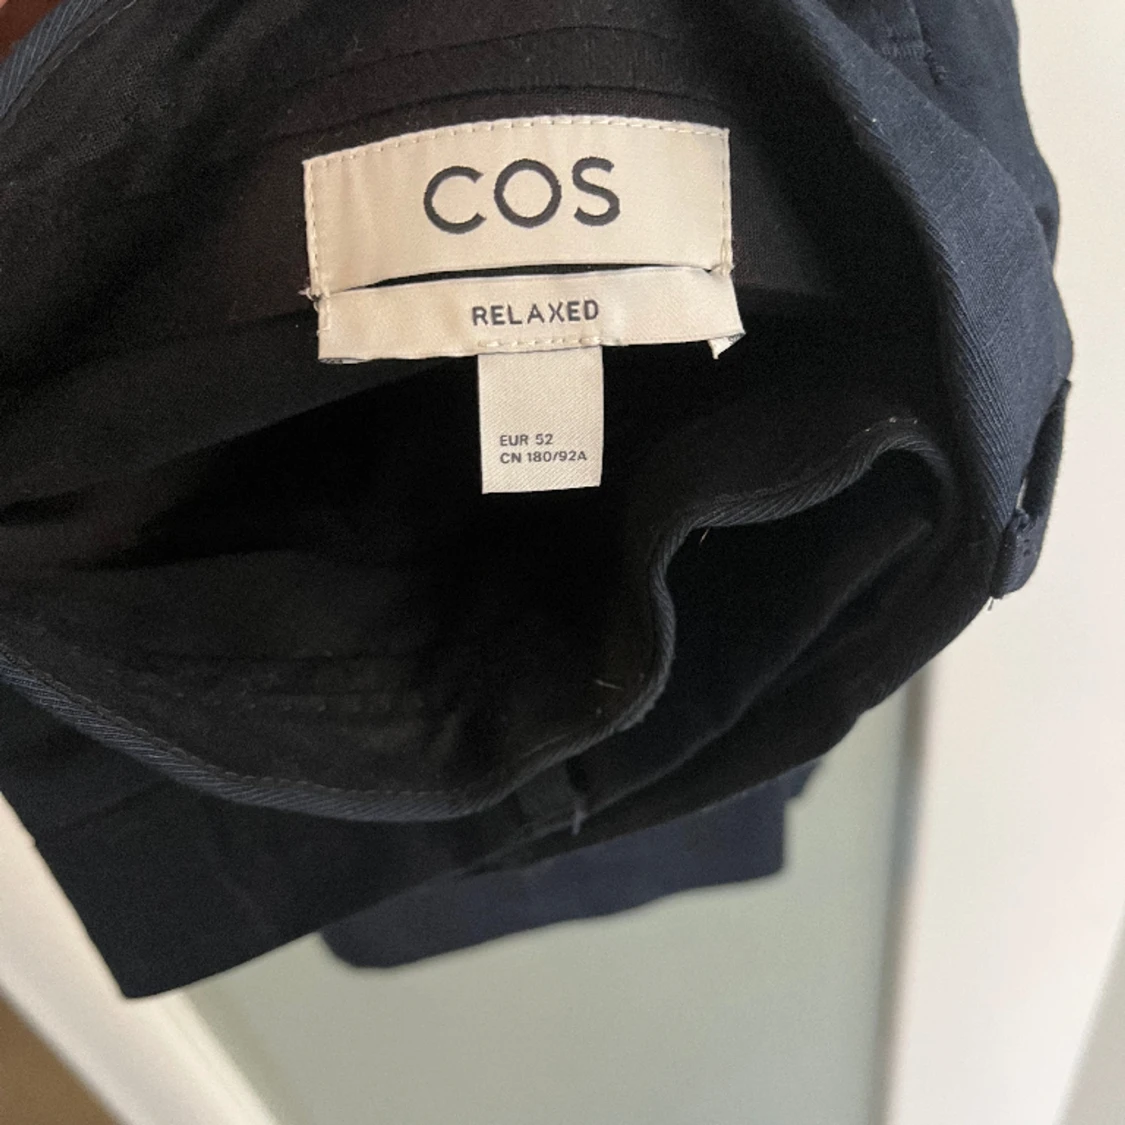 COS
RELAXED
EUR 52
CN 180/92A